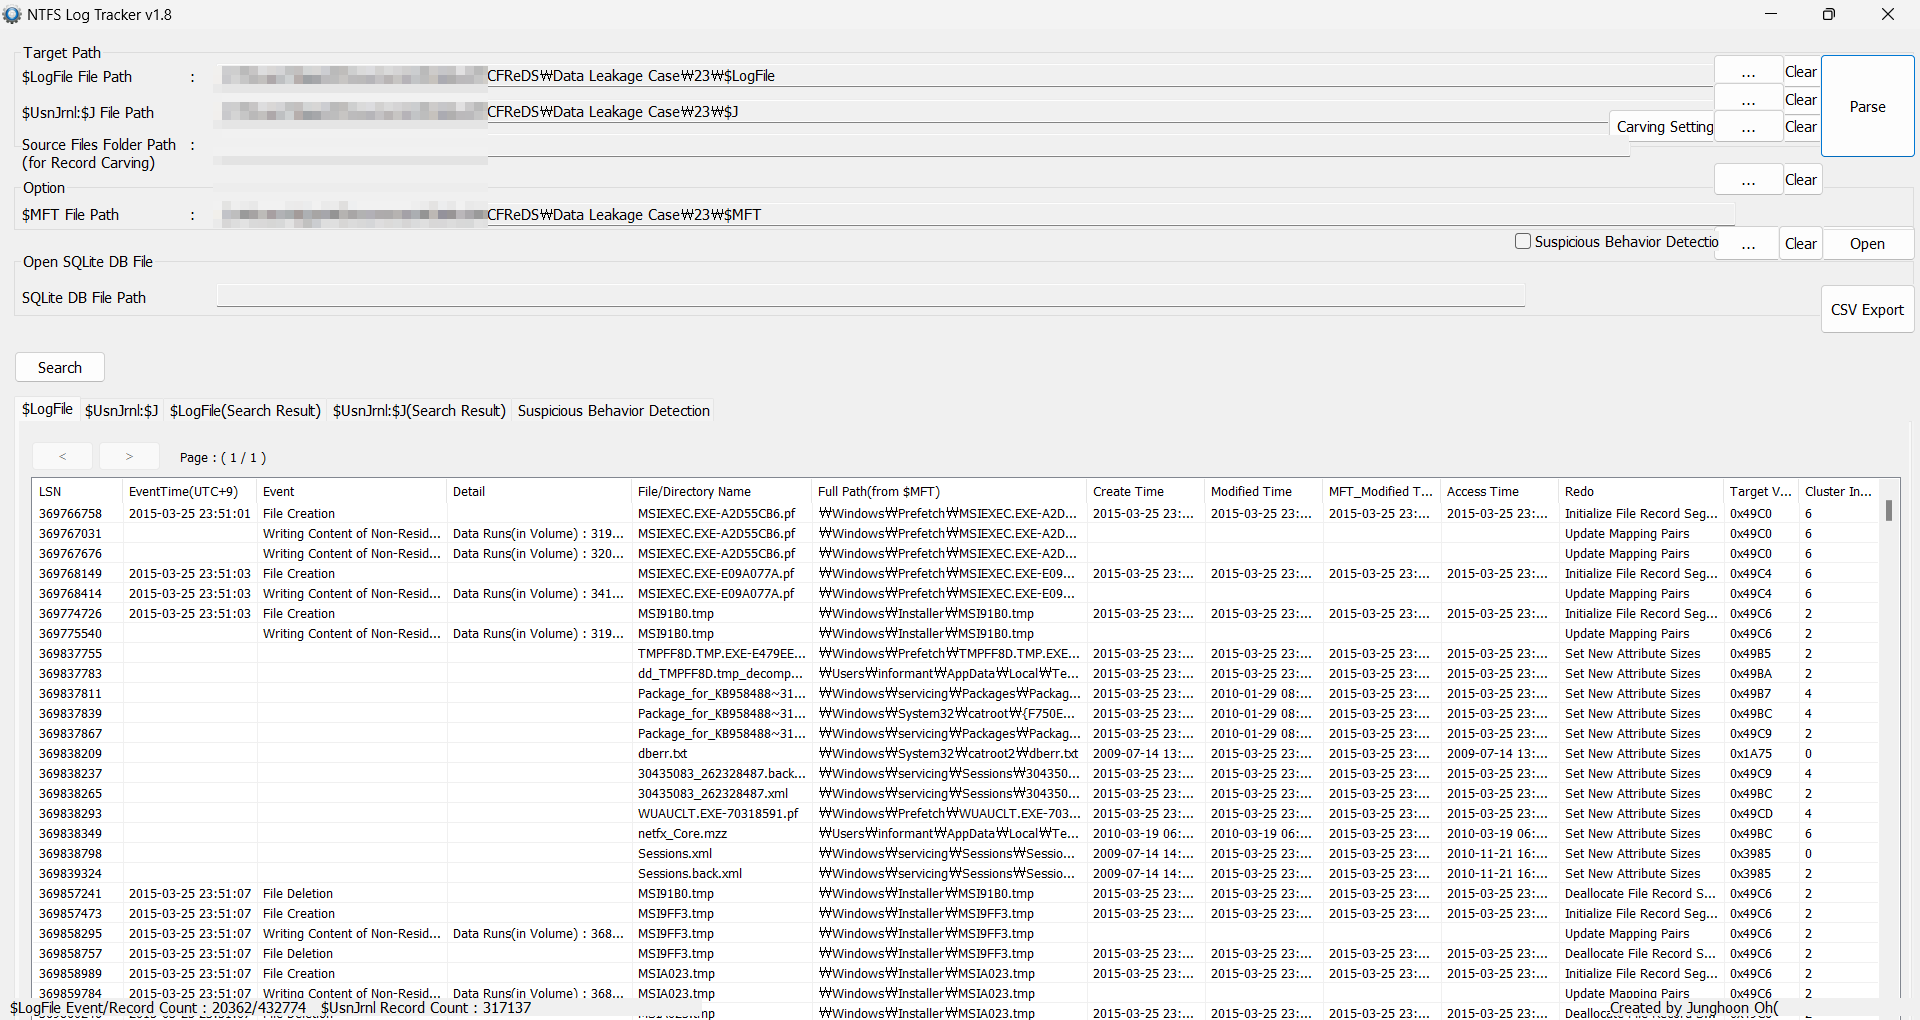 NTFS Log Tracker v1.8
Target Path
$LogFile File Path : CFReDS₩Data Leakage Case₩23₩$LogFile ... Clear Parse
$UsnJrnl:$J File Path CFReDS₩Data Leakage Case₩23₩$J ... Clear
Carving Setting ... Clear
Source Files Folder Path :
(for Record Carving)
... Clear
Option
$MFT File Path : CFReDS₩Data Leakage Case₩23₩$MFT
Suspicious Behavior Detectio ... Clear Open
Open SQLite DB File
SQLite DB File Path
CSV Export
Search
$LogFile $UsnJrnl:$J $LogFile(Search Result) $UsnJrnl:$J(Search Result) Suspicious Behavior Detection
< > Page : ( 1 / 1 )
LSN EventTime(UTC+9) Event Detail File/Directory Name Full Path(from $MFT) Create Time Modified Time MFT_Modified T... Access Time Redo Target V... Cluster In...
369766758 2015-03-25 23:51:01 File Creation MSIEXEC.EXE-A2D55CB6.pf ₩Windows₩Prefetch₩MSIEXEC.EXE-A2D... 2015-03-25 23:... 2015-03-25 23:... 2015-03-25 23:... 2015-03-25 23:... Initialize File Record Seg... 0x49C0 6
369767031 Writing Content of Non-Resid... Data Runs(in Volume) : 319... MSIEXEC.EXE-A2D55CB6.pf ₩Windows₩Prefetch₩MSIEXEC.EXE-A2D... Update Mapping Pairs 0x49C0 6
369767676 Writing Content of Non-Resid... Data Runs(in Volume) : 320... MSIEXEC.EXE-A2D55CB6.pf ₩Windows₩Prefetch₩MSIEXEC.EXE-A2D... Update Mapping Pairs 0x49C0 6
369768149 2015-03-25 23:51:03 File Creation MSIEXEC.EXE-E09A077A.pf ₩Windows₩Prefetch₩MSIEXEC.EXE-E09... 2015-03-25 23:... 2015-03-25 23:... 2015-03-25 23:... 2015-03-25 23:... Initialize File Record Seg... 0x49C4 6
369768414 2015-03-25 23:51:03 Writing Content of Non-Resid... Data Runs(in Volume) : 341... MSIEXEC.EXE-E09A077A.pf ₩Windows₩Prefetch₩MSIEXEC.EXE-E09... Update Mapping Pairs 0x49C4 6
369774726 2015-03-25 23:51:03 File Creation MSI91B0.tmp ₩Windows₩Installer₩MSI91B0.tmp 2015-03-25 23:... 2015-03-25 23:... 2015-03-25 23:... 2015-03-25 23:... Initialize File Record Seg... 0x49C6 2
369775540 Writing Content of Non-Resid... Data Runs(in Volume) : 319... MSI91B0.tmp ₩Windows₩Installer₩MSI91B0.tmp Update Mapping Pairs 0x49C6 2
369837755 TMPFF8D.TMP.EXE-E479EE... ₩Windows₩Prefetch₩TMPFF8D.TMP.EXE... 2015-03-25 23:... 2015-03-25 23:... 2015-03-25 23:... 2015-03-25 23:... Set New Attribute Sizes 0x49B5 2
369837783 dd_TMPFF8D.tmp_decomp... ₩Users₩informant₩AppData₩Local₩Te... 2015-03-25 23:... 2015-03-25 23:... 2015-03-25 23:... 2015-03-25 23:... Set New Attribute Sizes 0x49BA 2
369837811 Package_for_KB958488~31... ₩Windows₩servicing₩Packages₩Packag... 2015-03-25 23:... 2010-01-29 08:... 2015-03-25 23:... 2015-03-25 23:... Set New Attribute Sizes 0x49B7 4
369837839 Package_for_KB958488~31... ₩Windows₩System32₩catroot₩{F750E... 2015-03-25 23:... 2010-01-29 08:... 2015-03-25 23:... 2015-03-25 23:... Set New Attribute Sizes 0x49BC 4
369837867 Package_for_KB958488~31... ₩Windows₩servicing₩Packages₩Packag... 2015-03-25 23:... 2010-01-29 08:... 2015-03-25 23:... 2015-03-25 23:... Set New Attribute Sizes 0x49C9 2
369838209 dberr.txt ₩Windows₩System32₩catroot2₩dberr.txt 2009-07-14 13:... 2015-03-25 23:... 2015-03-25 23:... 2009-07-14 13:... Set New Attribute Sizes 0x1A75 0
369838237 30435083_262328487.back... ₩Windows₩servicing₩Sessions₩304350... 2015-03-25 23:... 2015-03-25 23:... 2015-03-25 23:... 2015-03-25 23:... Set New Attribute Sizes 0x49C9 4
369838265 30435083_262328487.xml ₩Windows₩servicing₩Sessions₩304350... 2015-03-25 23:... 2015-03-25 23:... 2015-03-25 23:... 2015-03-25 23:... Set New Attribute Sizes 0x49BC 2
369838293 WUAUCLT.EXE-70318591.pf ₩Windows₩Prefetch₩WUAUCLT.EXE-703... 2015-03-25 23:... 2015-03-25 23:... 2015-03-25 23:... 2015-03-25 23:... Set New Attribute Sizes 0x49CD 4
369838349 netfx_Core.mzz ₩Users₩informant₩AppData₩Local₩Te... 2010-03-19 06:... 2010-03-19 06:... 2015-03-25 23:... 2010-03-19 06:... Set New Attribute Sizes 0x49BC 6
369838798 Sessions.xml ₩Windows₩servicing₩Sessions₩Sessio... 2009-07-14 14:... 2015-03-25 23:... 2015-03-25 23:... 2010-11-21 16:... Set New Attribute Sizes 0x3985 0
369839324 Sessions.back.xml ₩Windows₩servicing₩Sessions₩Sessio... 2009-07-14 14:... 2015-03-25 23:... 2015-03-25 23:... 2010-11-21 16:... Set New Attribute Sizes 0x3985 2
369857241 2015-03-25 23:51:07 File Deletion MSI91B0.tmp ₩Windows₩Installer₩MSI91B0.tmp 2015-03-25 23:... 2015-03-25 23:... 2015-03-25 23:... 2015-03-25 23:... Deallocate File Record S... 0x49C6 2
369857473 2015-03-25 23:51:07 File Creation MSI9FF3.tmp ₩Windows₩Installer₩MSI9FF3.tmp 2015-03-25 23:... 2015-03-25 23:... 2015-03-25 23:... 2015-03-25 23:... Initialize File Record Seg... 0x49C6 2
369858295 2015-03-25 23:51:07 Writing Content of Non-Resid... Data Runs(in Volume) : 368... MSI9FF3.tmp ₩Windows₩Installer₩MSI9FF3.tmp Update Mapping Pairs 0x49C6 2
369858757 2015-03-25 23:51:07 File Deletion MSI9FF3.tmp ₩Windows₩Installer₩MSI9FF3.tmp 2015-03-25 23:... 2015-03-25 23:... 2015-03-25 23:... 2015-03-25 23:... Deallocate File Record S... 0x49C6 2
369858989 2015-03-25 23:51:07 File Creation MSIA023.tmp ₩Windows₩Installer₩MSIA023.tmp 2015-03-25 23:... 2015-03-25 23:... 2015-03-25 23:... 2015-03-25 23:... Initialize File Record Seg... 0x49C6 2
369859784 2015-03-25 23:51:07 Writing Content of Non-Resid... Data Runs(in Volume) : 368... MSIA023.tmp ₩Windows₩Installer₩MSIA023.tmp Update Mapping Pairs 0x49C6 2
MSIA023.tmp ₩Windows₩Installer₩MSIA023.tmp 2015-03-25 23:... 2015-03-25 23:... 2015-03-25 23:... 2015-03-25 23:... 2
$LogFile Event/Record Count : 20362/432774 $UsnJrnl Record Count : 317137 Created by Junghoon Oh(